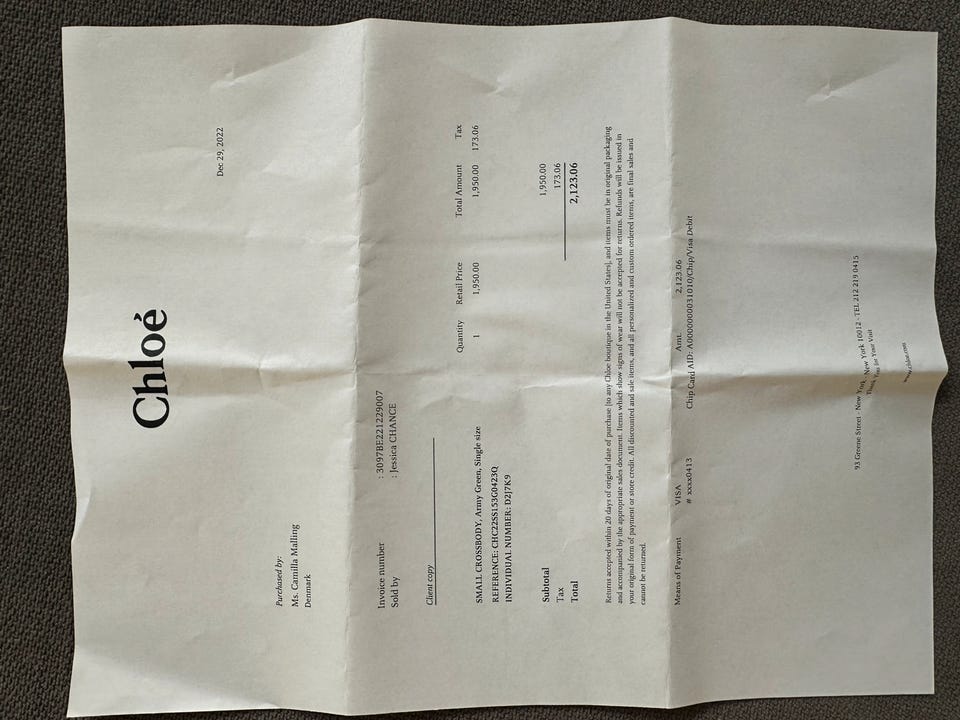 Chloé
Dec 29, 2022
Purchased by:
Ms. Camilla Malling
Denmark
Invoice number : 3097BE221229007
Sold by : Jessica CHANCE
Client copy
Quantity Retail Price Total Amount Tax
SMALL CROSSBODY, Army Green, Single size 1 1,950.00 1,950.00 173.06
REFERENCE: CHC22SS153G0423Q
INDIVIDUAL NUMBER: D2J7K9
Subtotal 1,950.00
Tax 173.06
Total 2,123.06
Returns accepted within 20 days of original date of purchase [to any Chloe boutique in the United States], and items must be in original packaging
and accompanied by the appropriate sales document. Items which show signs of wear will not be accepted for returns. Refunds will be issued in
your original form of payment or store credit. All discounted and sale items, and all personalized and custom ordered items, are final sales and
cannot be returned.
Means of Payment VISA Amt. 2,123.06
# xxxx0413 Chip Card AID: A0000000031010/Chip/Visa Debit
93 Greene Street - New York, New York 10012 - TEL 212 219 0415
Thank You for Your Visit
www.chloe.com